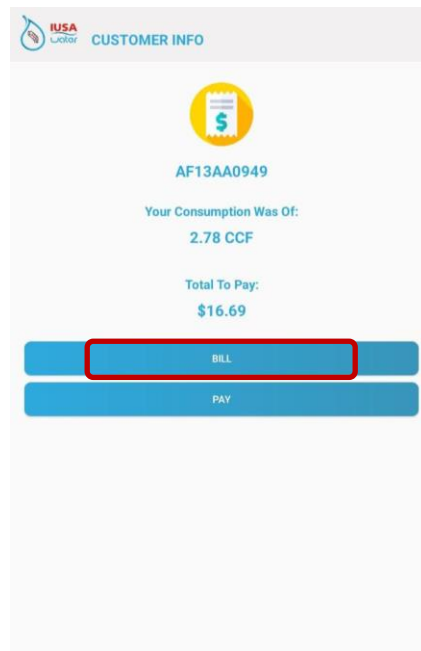 IUSA
water
CUSTOMER INFO
$
AF13AA0949
Your Consumption Was Of:
2.78 CCF
Total To Pay:
$16.69
BILL
PAY